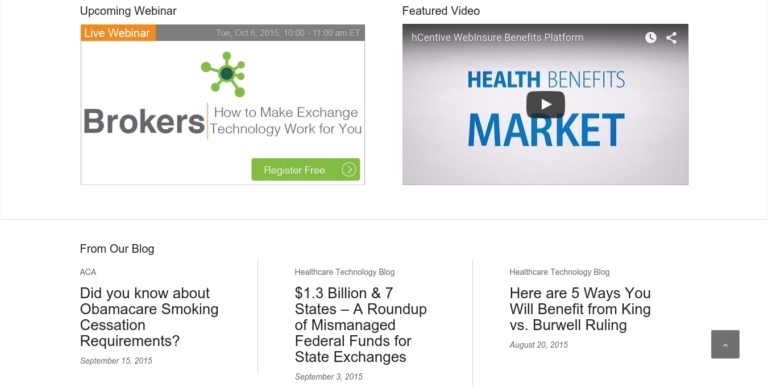 Upcoming Webinar
Live Webinar
Tue, Oct 6, 2015, 10:00 - 11:00 am ET
Brokers
How to Make Exchange
Technology Work for You
Register Free
Featured Video
hCentive WebInsure Benefits Platform
HEALTH BENEFITS
MARKET
From Our Blog
ACA
Did you know about
Obamacare Smoking
Cessation
Requirements?
September 15, 2015
Healthcare Technology Blog
$1.3 Billion & 7
States – A Roundup
of Mismanaged
Federal Funds for
State Exchanges
September 3, 2015
Healthcare Technology Blog
Here are 5 Ways You
Will Benefit from King
vs. Burwell Ruling
August 20, 2015